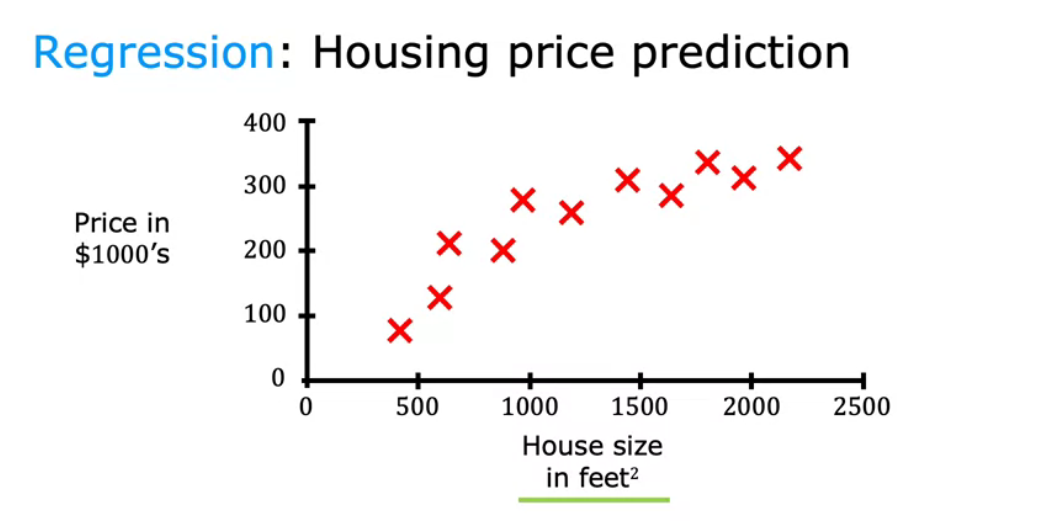 Regression: Housing price prediction
400
300
Price in
$1000’s
200
100
0
0 500 1000 1500 2000 2500
House size
in feet²